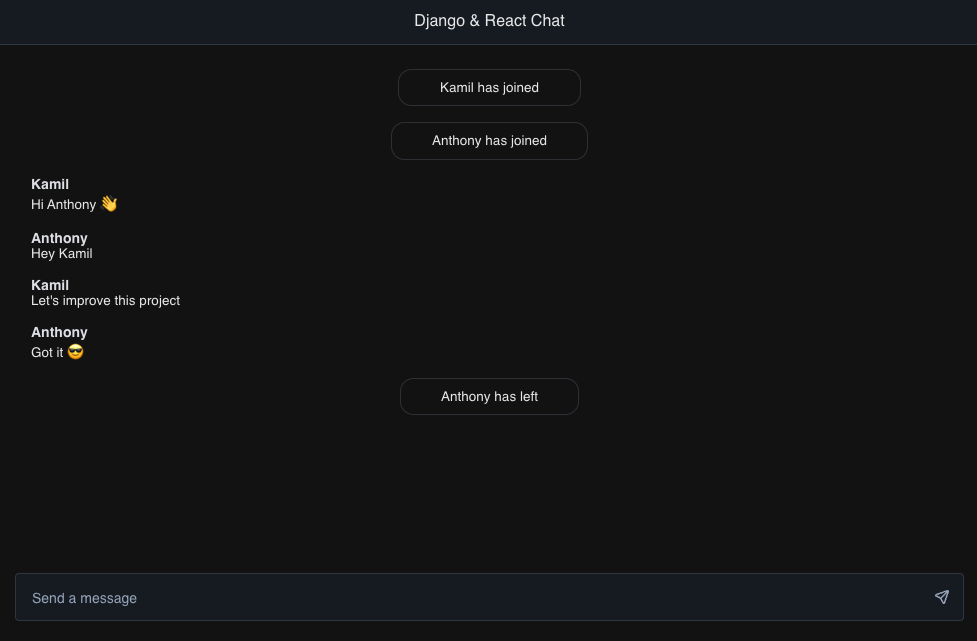 Django & React Chat
Kamil has joined
Anthony has joined
Kamil
Hi Anthony 👋
Anthony
Hey Kamil
Kamil
Let's improve this project
Anthony
Got it 😎
Anthony has left
Send a message